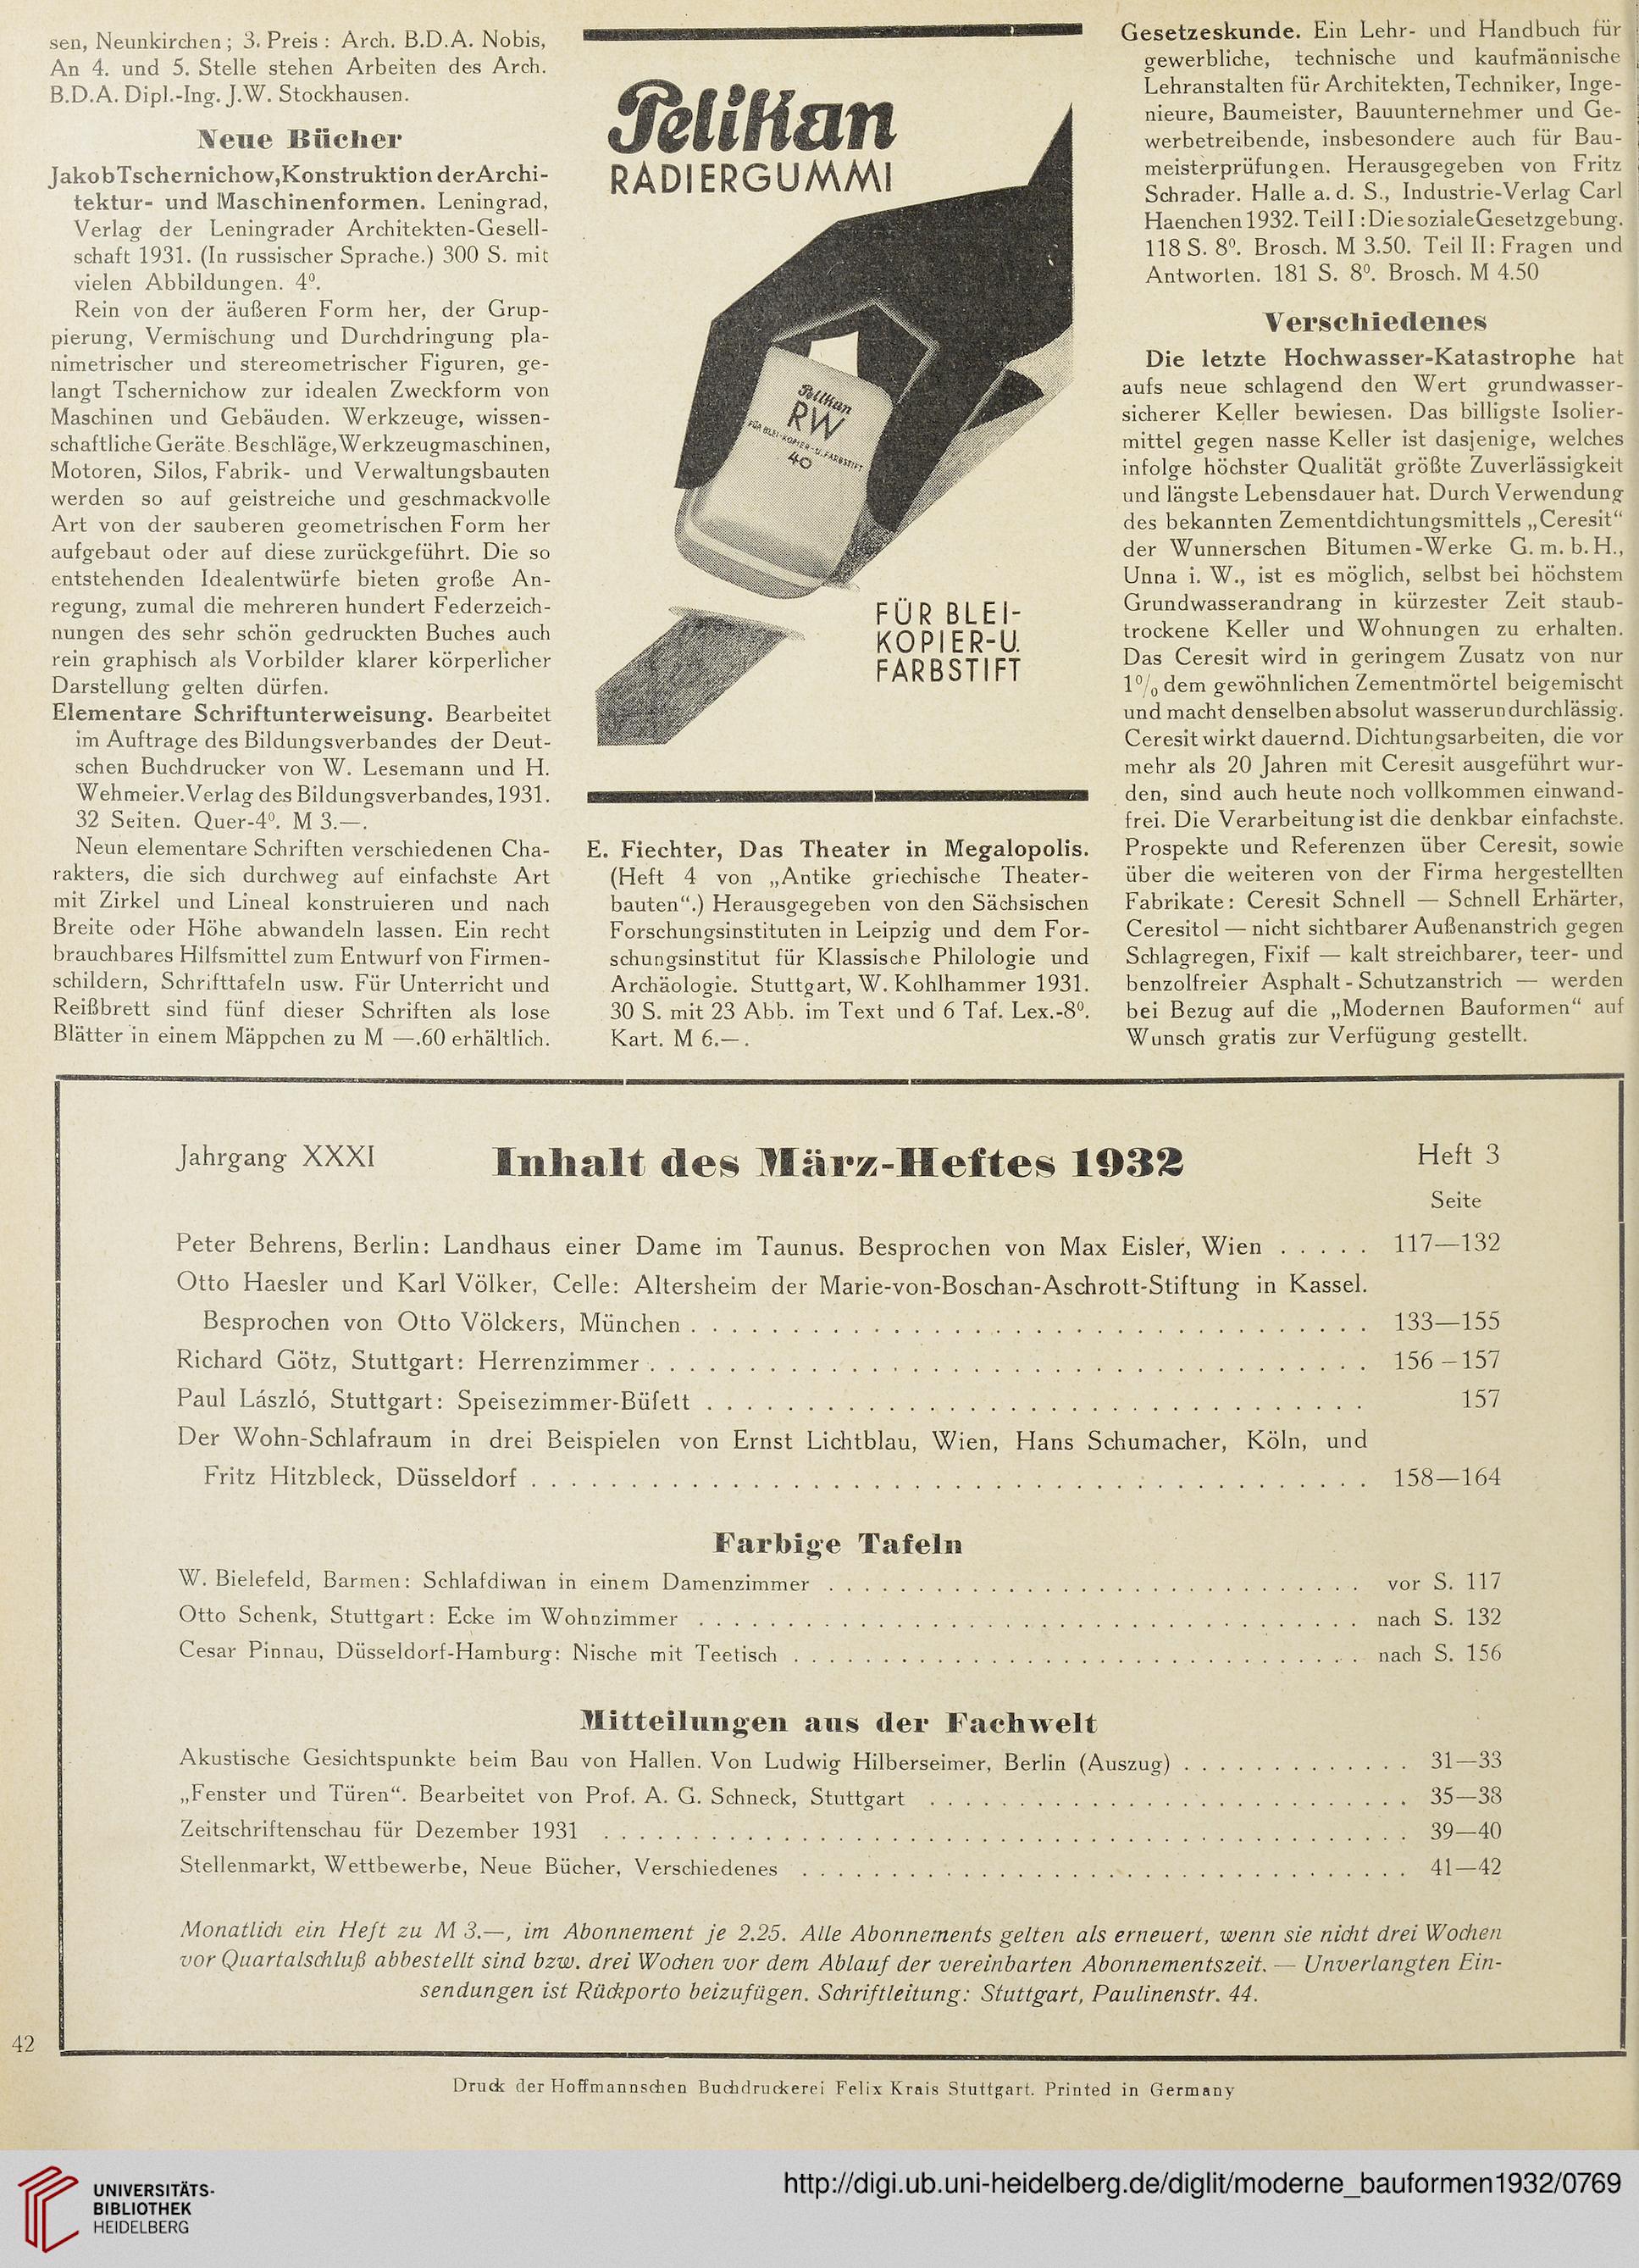 sen, Neunkirchen; 3. Preis: Arch. B.D.A. Nobis,
An 4. und 5. Stelle stehen Arbeiten des Arch.
B.D.A. Dipl.-Ing. J.W. Stockhausen.
Neue Bücher
Jakob Tschernichow, Konstruktion der Archi-
tektur- und Maschinenformen. Leningrad,
Verlag der Leningrader Architekten-Gesell-
schaft 1931. (In russischer Sprache.) 300 S. mit
vielen Abbildungen. 4⁰.
Rein von der äußeren Form her, der Grup-
pierung, Vermischung und Durchdringung pla-
nimetrischer und stereometrischer Figuren, ge-
langt Tschernichow zur idealen Zweckform von
Maschinen und Gebäuden. Werkzeuge, wissen-
schaftliche Geräte. Beschläge, Werkzeugmaschinen,
Motoren, Silos, Fabrik- und Verwaltungsbauten
werden so auf geistreiche und geschmackvolle
Art von der sauberen geometrischen Form her
aufgebaut oder auf diese zurückgeführt. Die so
entstehenden Idealentwürfe bieten große An-
regung, zumal die mehreren hundert Federzeich-
nungen des sehr schön gedruckten Buches auch
rein graphisch als Vorbilder klarer körperlicher
Darstellung gelten dürfen.
Elementare Schriftunterweisung. Bearbeitet
im Auftrage des Bildungsverbandes der Deut-
schen Buchdrucker von W. Lesemann und H.
Wehmeier. Verlag des Bildungsverbandes, 1931.
32 Seiten. Quer-4⁰. M 3.—.
Neun elementare Schriften verschiedenen Cha-
rakters, die sich durchweg auf einfachste Art
mit Zirkel und Lineal konstruieren und nach
Breite oder Höhe abwandeln lassen. Ein recht
brauchbares Hilfsmittel zum Entwurf von Firmen-
schildern, Schrifttafeln usw. Für Unterricht und
Reißbrett sind fünf dieser Schriften als lose
Blätter in einem Mäppchen zu M —.60 erhältlich.
Pelikan
RADIERGUMMI
Pelikan
RW
FÜR BLEI-KOPIER-U.FARBSTIFT
40
FÜR BLEI-
KOPIER-U.
FARBSTIFT
E. Fiechter, Das Theater in Megalopolis.
(Heft 4 von „Antike griechische Theater-
bauten“.) Herausgegeben von den Sächsischen
Forschungsinstituten in Leipzig und dem For-
schungsinstitut für Klassische Philologie und
Archäologie. Stuttgart, W. Kohlhammer 1931.
30 S. mit 23 Abb. im Text und 6 Taf. Lex.-8⁰.
Kart. M 6.—.
Gesetzeskunde. Ein Lehr- und Handbuch für
gewerbliche, technische und kaufmännische
Lehranstalten für Architekten, Techniker, Inge-
nieure, Baumeister, Bauunternehmer und Ge-
werbetreibende, insbesondere auch für Bau-
meisterprüfungen. Herausgegeben von Fritz
Schrader. Halle a. d. S., Industrie-Verlag Carl
Haenchen 1932. Teil I: Die soziale Gesetzgebung.
118 S. 8⁰. Brosch. M 3.50. Teil II: Fragen und
Antworten. 181 S. 8⁰. Brosch. M 4.50
Verschiedenes
Die letzte Hochwasser-Katastrophe hat
aufs neue schlagend den Wert grundwasser-
sicherer Keller bewiesen. Das billigste Isolier-
mittel gegen nasse Keller ist dasjenige, welches
infolge höchster Qualität größte Zuverlässigkeit
und längste Lebensdauer hat. Durch Verwendung
des bekannten Zementdichtungsmittels „Ceresit“
der Wunnerschen Bitumen-Werke G. m. b. H.,
Unna i. W., ist es möglich, selbst bei höchstem
Grundwasserandrang in kürzester Zeit staub-
trockene Keller und Wohnungen zu erhalten.
Das Ceresit wird in geringem Zusatz von nur
1% dem gewöhnlichen Zementmörtel beigemischt
und macht denselben absolut wasserundurchlässig.
Ceresit wirkt dauernd. Dichtungsarbeiten, die vor
mehr als 20 Jahren mit Ceresit ausgeführt wur-
den, sind auch heute noch vollkommen einwand-
frei. Die Verarbeitung ist die denkbar einfachste.
Prospekte und Referenzen über Ceresit, sowie
über die weiteren von der Firma hergestellten
Fabrikate: Ceresit Schnell — Schnell Erhärter,
Ceresitol — nicht sichtbarer Außenanstrich gegen
Schlagregen, Fixif — kalt streichbarer, teer- und
benzolfreier Asphalt-Schutzanstrich — werden
bei Bezug auf die „Modernen Bauformen“ auf
Wunsch gratis zur Verfügung gestellt.
Jahrgang XXXI Inhalt des März-Heftes 1932 Heft 3
Seite
Peter Behrens, Berlin: Landhaus einer Dame im Taunus. Besprochen von Max Eisler, Wien . . . . . 117—132
Otto Haesler und Karl Völker, Celle: Altersheim der Marie-von-Boschan-Aschrott-Stiftung in Kassel.
Besprochen von Otto Völckers, München . . . . . 133—155
Richard Götz, Stuttgart: Herrenzimmer . . . . . 156–157
Paul László, Stuttgart: Speisezimmer-Büfett . . . . . 157
Der Wohn-Schlafraum in drei Beispielen von Ernst Lichtblau, Wien, Hans Schumacher, Köln, und
Fritz Hitzbleck, Düsseldorf . . . . . 158—164
Farbige Tafeln
W. Bielefeld, Barmen: Schlafdiwan in einem Damenzimmer . . . . . vor S. 117
Otto Schenk, Stuttgart: Ecke im Wohnzimmer . . . . . nach S. 132
Cesar Pinnau, Düsseldorf-Hamburg: Nische mit Teetisch . . . . . nach S. 156
Mitteilungen aus der Fachwelt
Akustische Gesichtspunkte beim Bau von Hallen. Von Ludwig Hilberseimer, Berlin (Auszug) . . . . . 31—33
„Fenster und Türen“. Bearbeitet von Prof. A. G. Schneck, Stuttgart . . . . . 35—38
Zeitschriftenschau für Dezember 1931 . . . . . 39—40
Stellenmarkt, Wettbewerbe, Neue Bücher, Verschiedenes . . . . . 41—42
Monatlich ein Heft zu M 3.—, im Abonnement je 2.25. Alle Abonnements gelten als erneuert, wenn sie nicht drei Wochen
vor Quartalschluß abbestellt sind bzw. drei Wochen vor dem Ablauf der vereinbarten Abonnementszeit. — Unverlangten Ein-
sendungen ist Rückporto beizufügen. Schriftleitung: Stuttgart, Paulinenstr. 44.
42
Druck der Hoffmannschen Buchdruckerei Felix Krais Stuttgart. Printed in Germany
UNIVERSITÄTS-
BIBLIOTHEK
HEIDELBERG
http://digi.ub.uni-heidelberg.de/diglit/moderne_bauformen1932/0769